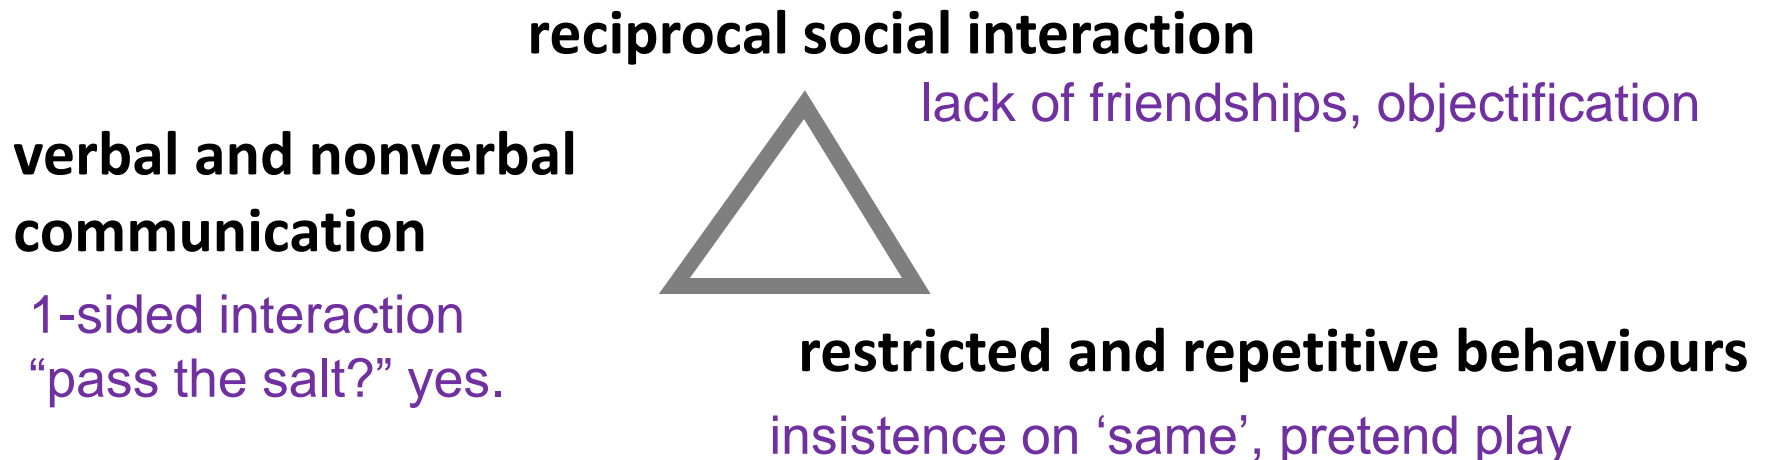 reciprocal social interaction
lack of friendships, objectification
verbal and nonverbal
communication
1-sided interaction
“pass the salt?” yes.
restricted and repetitive behaviours
insistence on ‘same’, pretend play